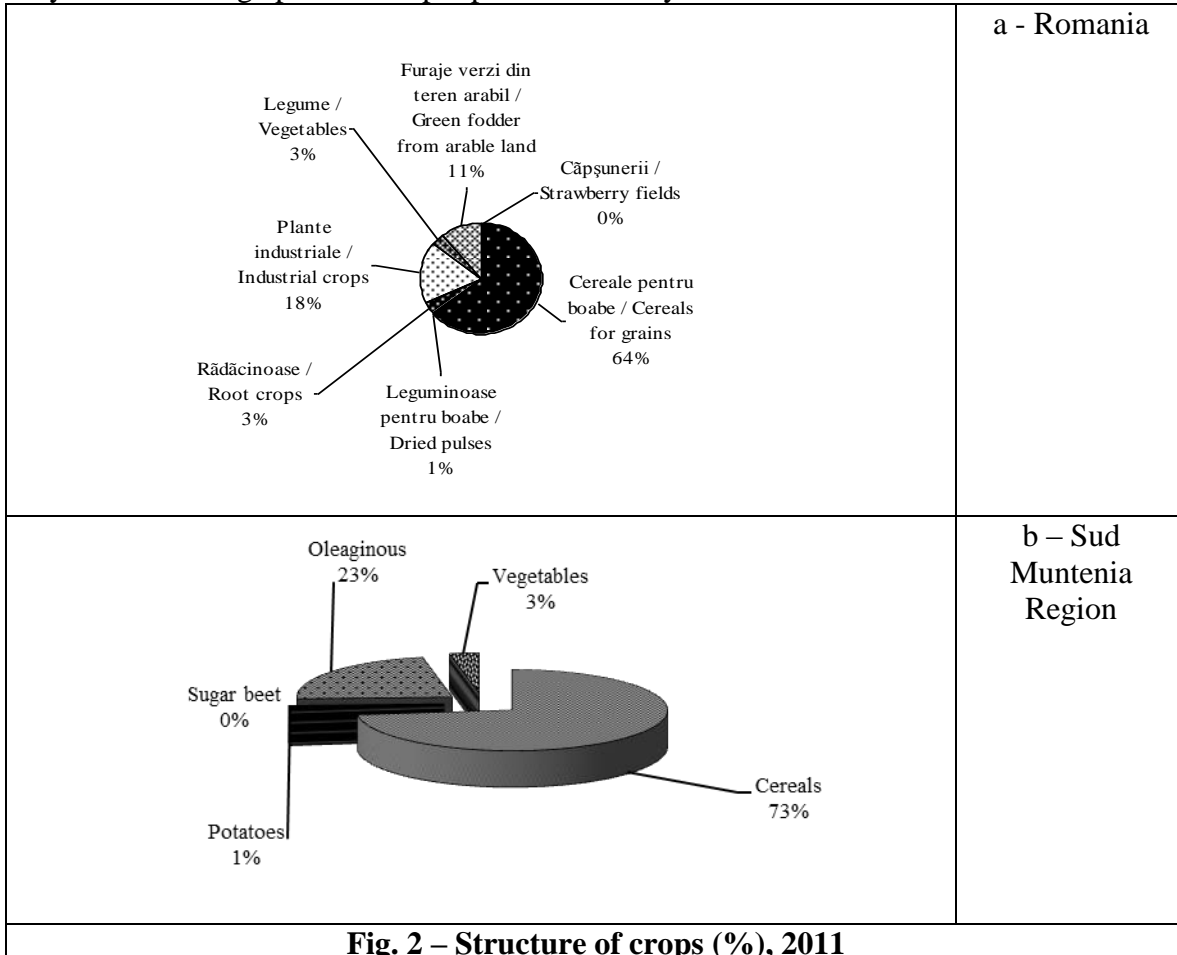 a - Romania
Furaje verzi din
teren arabil /
Green fodder
from arable land
11%
Legume /
Vegetables
3%
Cãpşunerii /
Strawberry fields
0%
Plante
industriale /
Industrial crops
18%
Cereale pentru
boabe / Cereals
for grains
64%
Rãdãcinoase /
Root crops
3%
Leguminoase
pentru boabe /
Dried pulses
1%
b – Sud
Muntenia
Region
Oleaginous
23%
Vegetables
3%
Sugar beet
0%
Cereals
73%
Potatoes
1%
Fig. 2 – Structure of crops (%), 2011